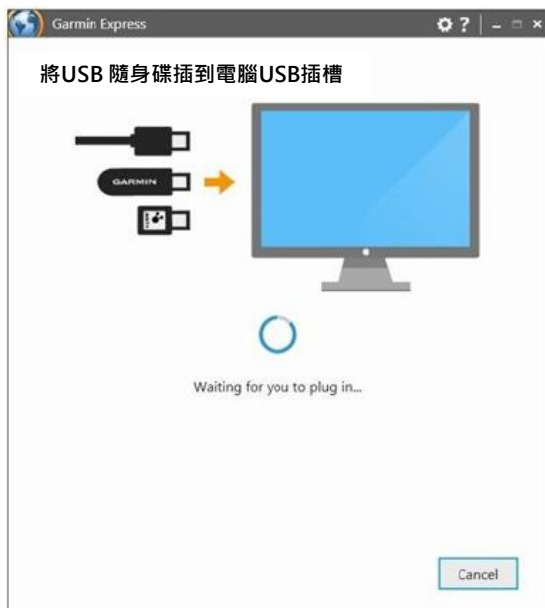 Garmin Express
將USB 隨身碟插到電腦USB插槽
GARMIN
Waiting for you to plug in...
Cancel